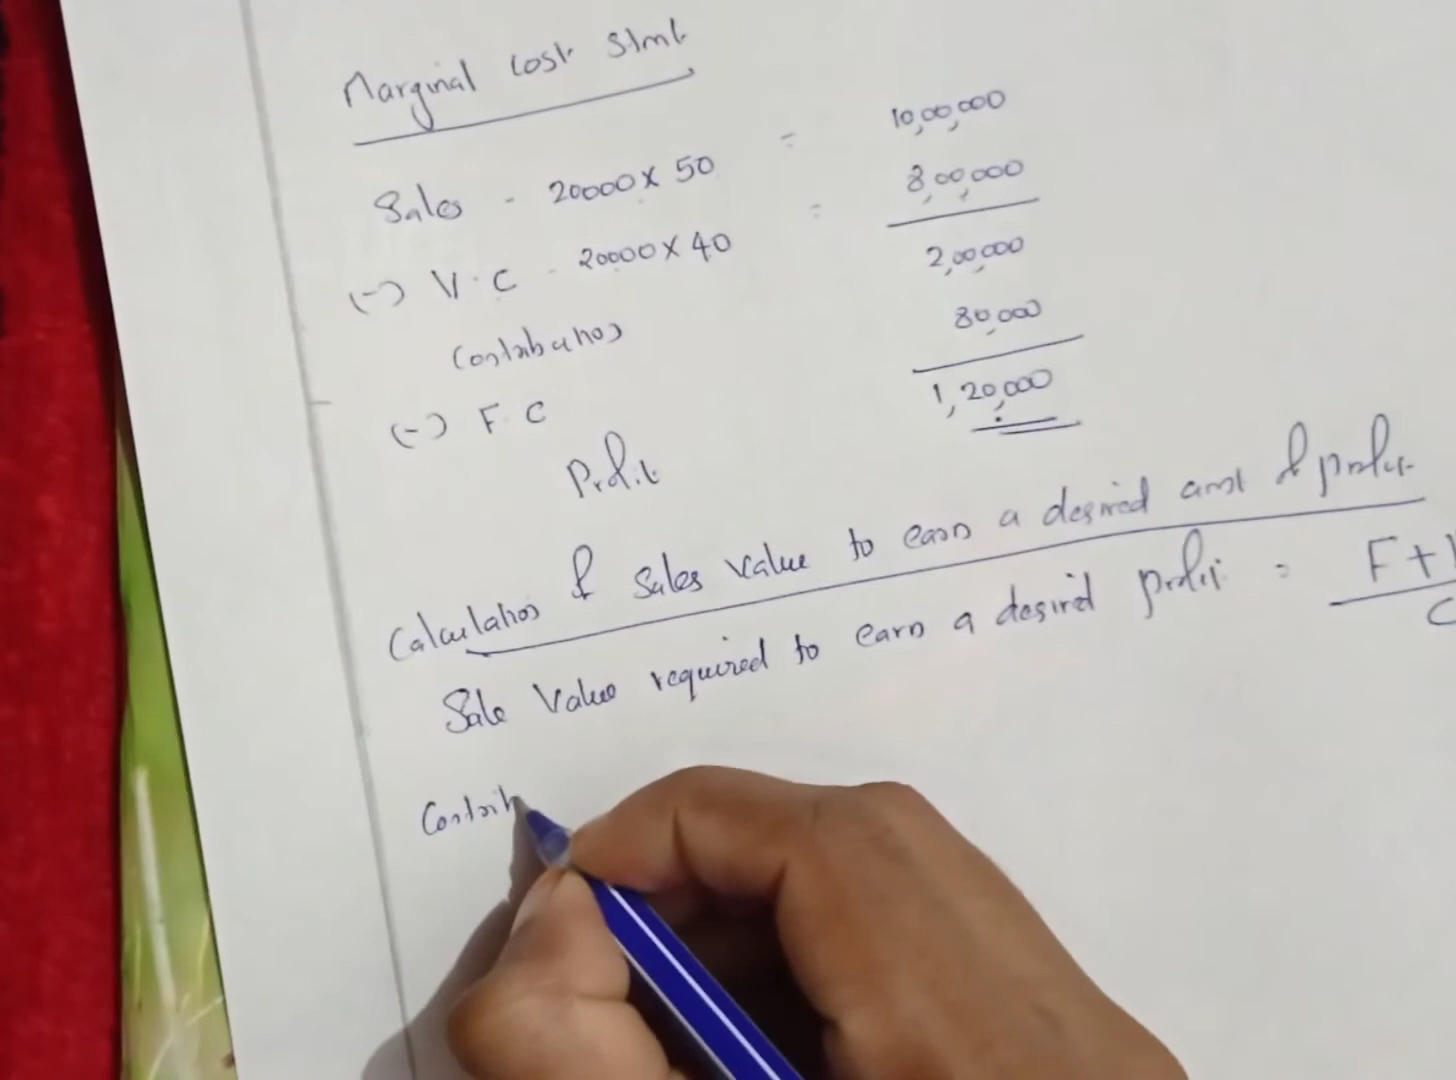 Marginal Cost Stmt
Sales - 20000 X 50 = 10,00,000
(-) V.C - 20000 X 40 = 8,00,000
Contribution 2,00,000
(-) F.C 80,000
Profit 1,20,000
Calculation of Sales value to earn a desired amt of profit
Sale Value required to earn a desired profit = F+
C
Contrib